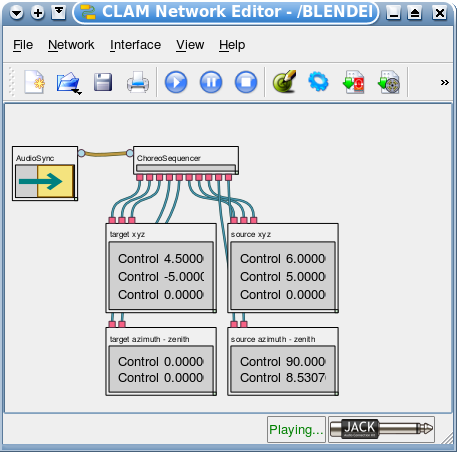 CLAM Network Editor - /BLENDE
File Network Interface View Help
»
AudioSync
ChoreoSequencer
target xyz
Control 4.5000
Control -5.0000
Control 0.0000
source xyz
Control 6.0000
Control 5.0000
Control 0.0000
target azimuth - zenith
Control 0.0000
Control 0.0000
source azimuth - zenith
Control 90.000
Control 8.5307
Playing...
JACK